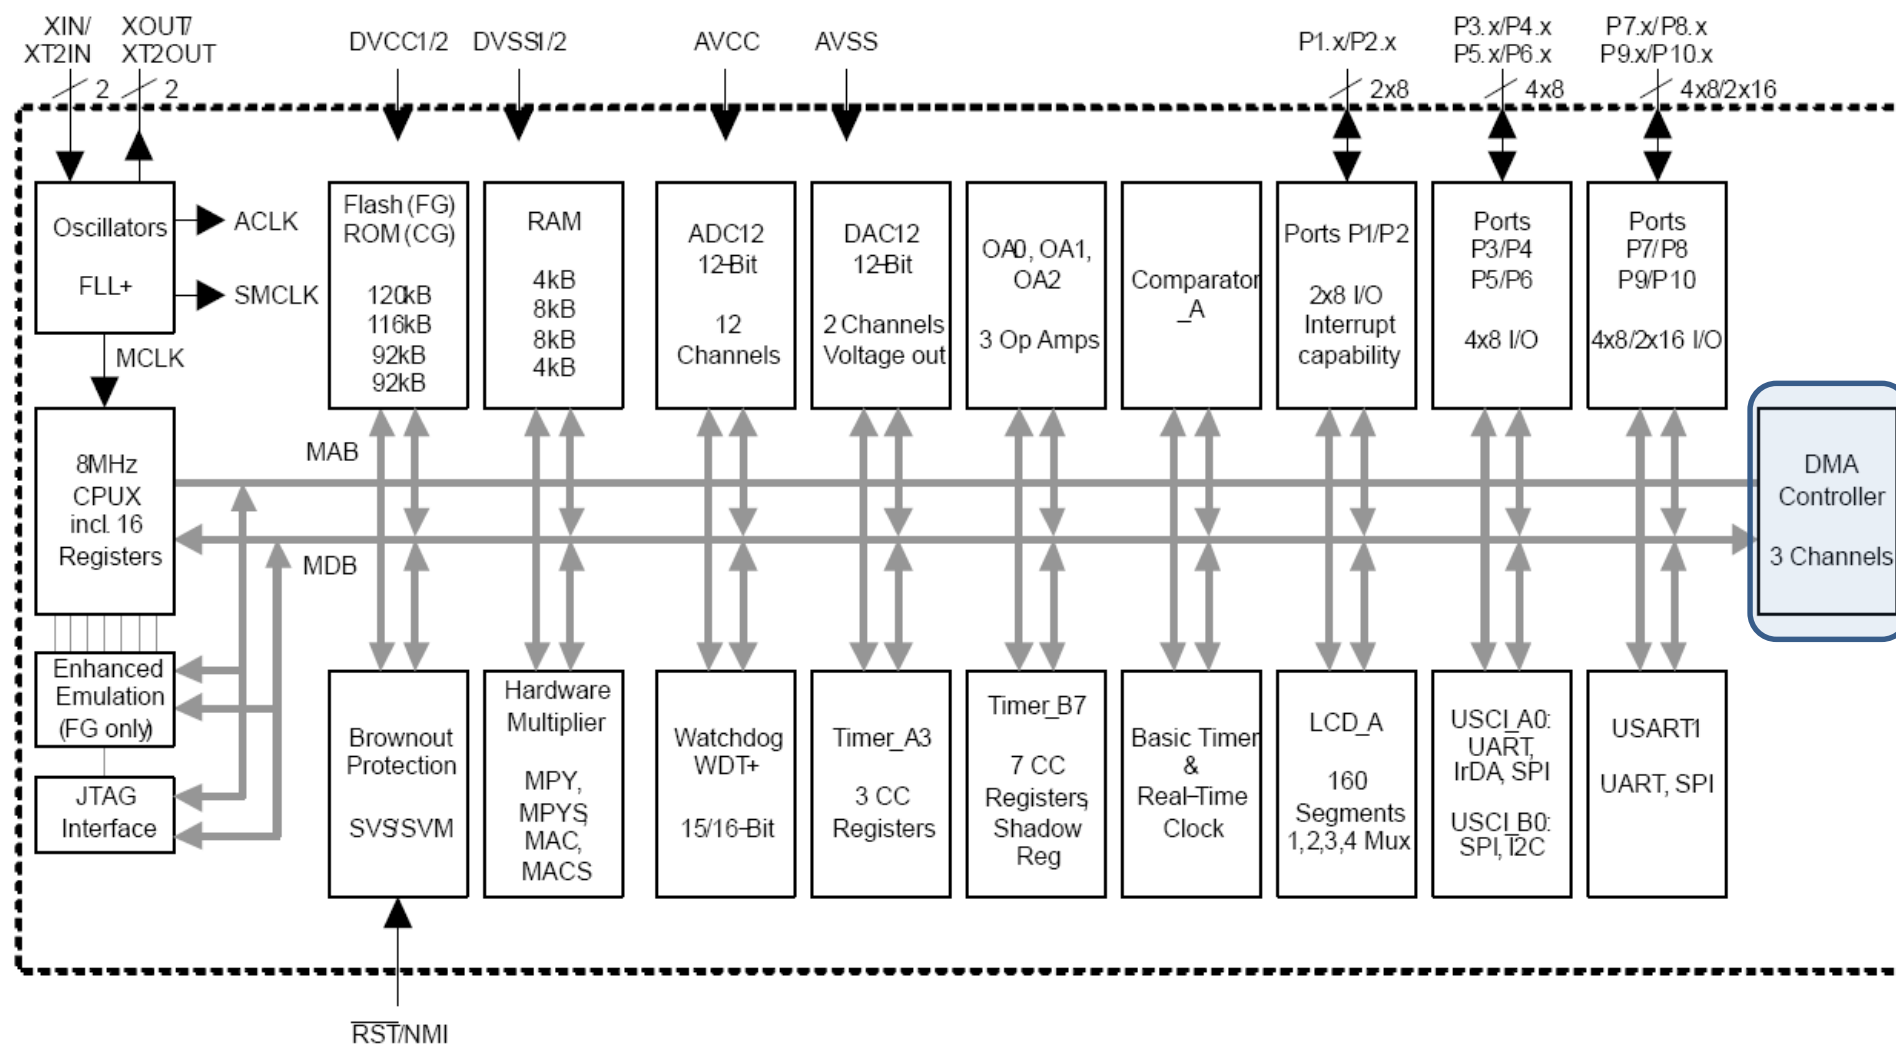 XIN/
XT2IN
XOUT/
XT2OUT
DVCC1/2
DVSS1/2
AVCC
AVSS
P1.x/P2.x
P3.x/P4.x
P5.x/P6.x
P7.x/P8.x
P9.x/P10.x
2
2
2x8
4x8
4x8/2x16
Oscillators
FLL+
ACLK
SMCLK
MCLK
Flash (FG)
ROM (CG)
120kB
116kB
92kB
92kB
RAM
4kB
8kB
8kB
4kB
ADC12
12-Bit
12
Channels
DAC12
12-Bit
2 Channels
Voltage out
OA0, OA1,
OA2
3 Op Amps
Comparator
_A
Ports P1/P2
2x8 I/O
Interrupt
capability
Ports
P3/P4
P5/P6
4x8 I/O
Ports
P7/P8
P9/P10
4x8/2x16 I/O
8MHz
CPUX
incl. 16
Registers
MAB
MDB
DMA
Controller
3 Channels
Enhanced
Emulation
(FG only)
JTAG
Interface
Brownout
Protection
SVS/SVM
Hardware
Multiplier
MPY,
MPYS,
MAC,
MACS
Watchdog
WDT+
15/16-Bit
Timer_A3
3 CC
Registers
Timer_B7
7 CC
Registers,
Shadow
Reg
Basic Timer
&
Real-Time
Clock
LCD_A
160
Segments
1,2,3,4 Mux
USCI_A0:
UART,
IrDA, SPI
USCI_B0:
SPI, I2C
USART1
UART, SPI
RST/NMI